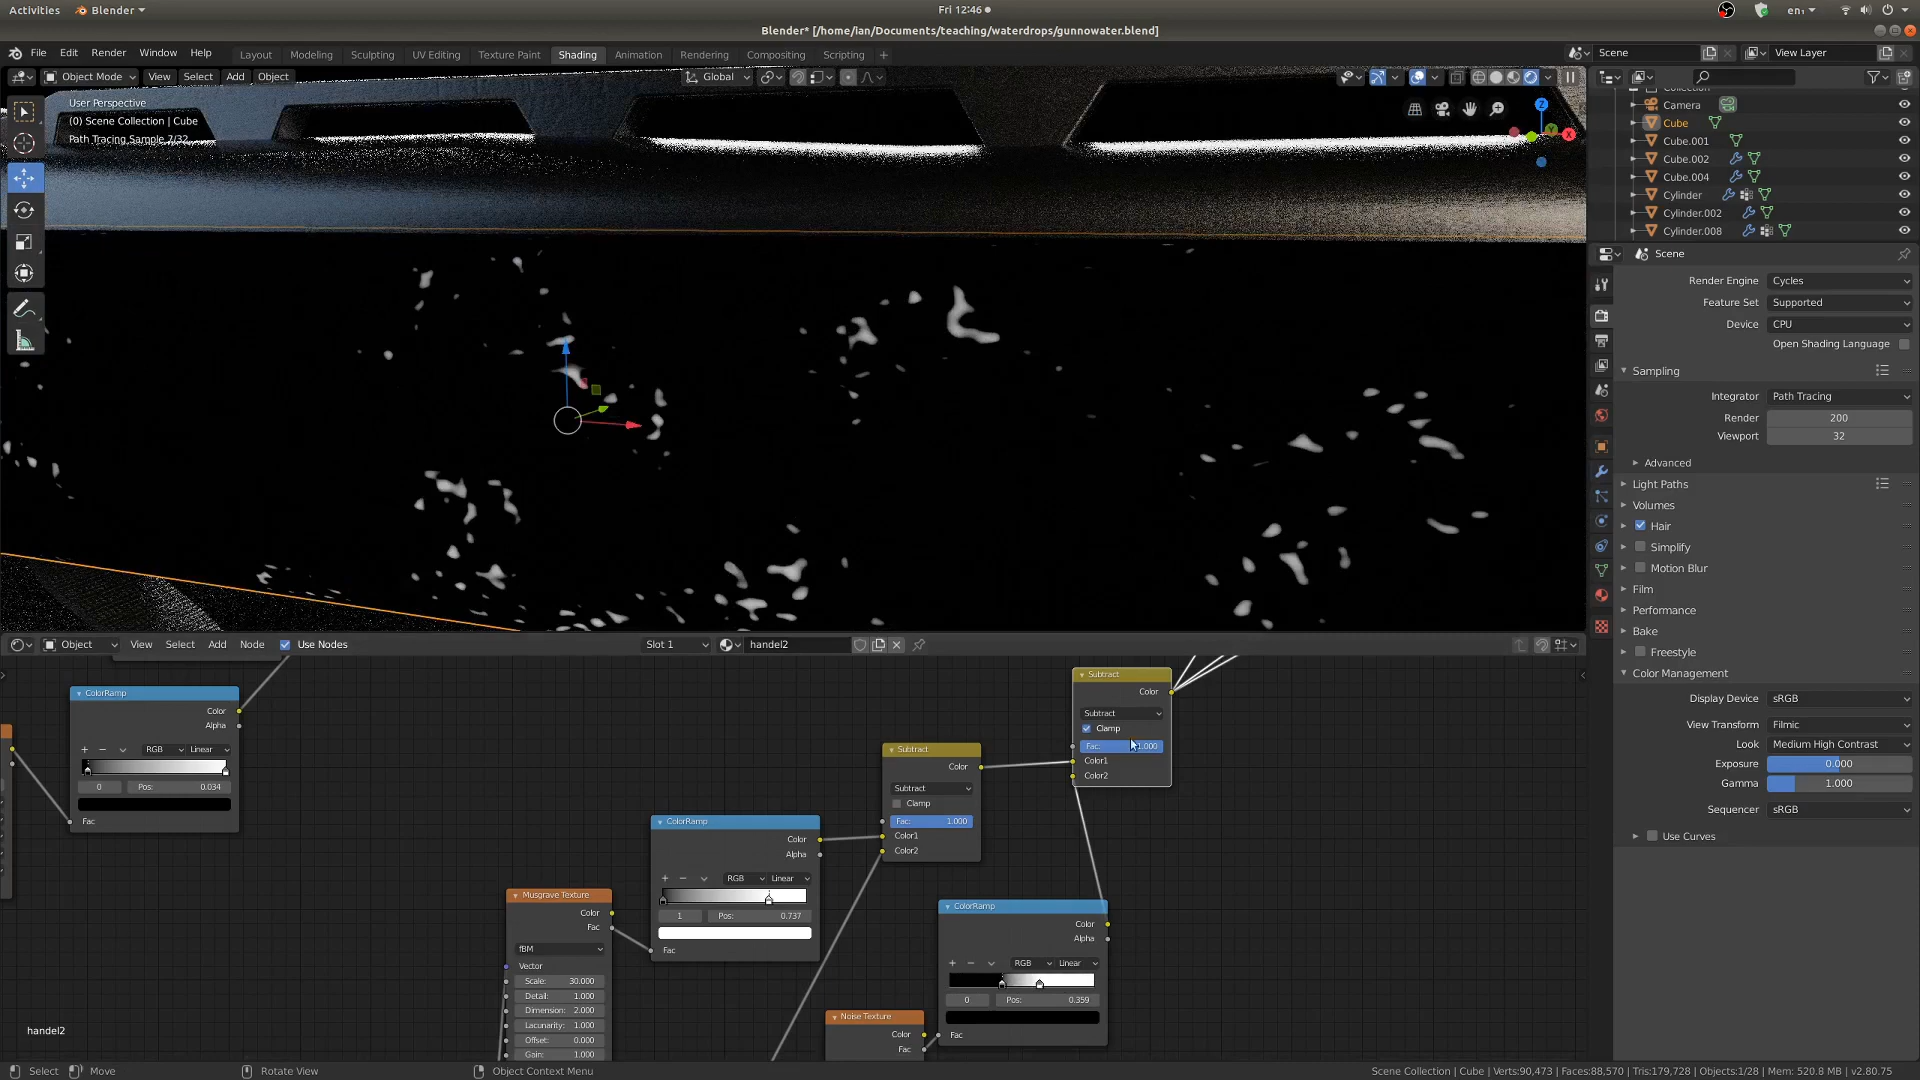 Activities
Blender
Fri 12:46
en₁
Blender* [/home/ian/Documents/teaching/waterdrops/gunnowater.blend]
File Edit Render Window Help
Layout Modeling Sculpting UV Editing Texture Paint Shading Animation Rendering Compositing Scripting +
Scene
View Layer
Object Mode View Select Add Object
Global
User Perspective
(0) Scene Collection | Cube
Path Tracing Sample 7/32
Z
Y
X
Camera
Cube
Cube.001
Cube.002
Cube.004
Cylinder
Cylinder.002
Cylinder.008
Scene
Render Engine Cycles
Feature Set Supported
Device CPU
Open Shading Language
Sampling
Integrator Path Tracing
Render 200
Viewport 32
Advanced
Light Paths
Volumes
Hair
Simplify
Motion Blur
Film
Performance
Bake
Freestyle
Color Management
Display Device sRGB
View Transform Filmic
Look Medium High Contrast
Exposure 0.000
Gamma 1.000
Sequencer sRGB
Use Curves
Object View Select Add Node Use Nodes
Slot 1
handel2
ColorRamp
Color
Alpha
RGB Linear
0 Pos: 0.034
Fac
Musgrave Texture
Color
Fac
fBM
Vector
Scale: 30.000
Detail: 1.000
Dimension: 2.000
Lacunarity: 1.000
Offset: 0.000
Gain: 1.000
ColorRamp
Color
Alpha
RGB Linear
1 Pos: 0.737
Fac
Subtract
Color
Subtract
Clamp
Fac: 1.000
Color1
Color2
Noise Texture
Color
Fac
ColorRamp
Color
Alpha
RGB Linear
0 Pos: 0.359
Fac
Subtract
Color
Subtract
Clamp
Fac: 1.000
Color1
Color2
handel2
Select
Move
Rotate View
Object Context Menu
Scene Collection | Cube | Verts:90,473 | Faces:88,570 | Tris:179,728 | Objects:1/28 | Mem: 520.8 MB | v2.80.75